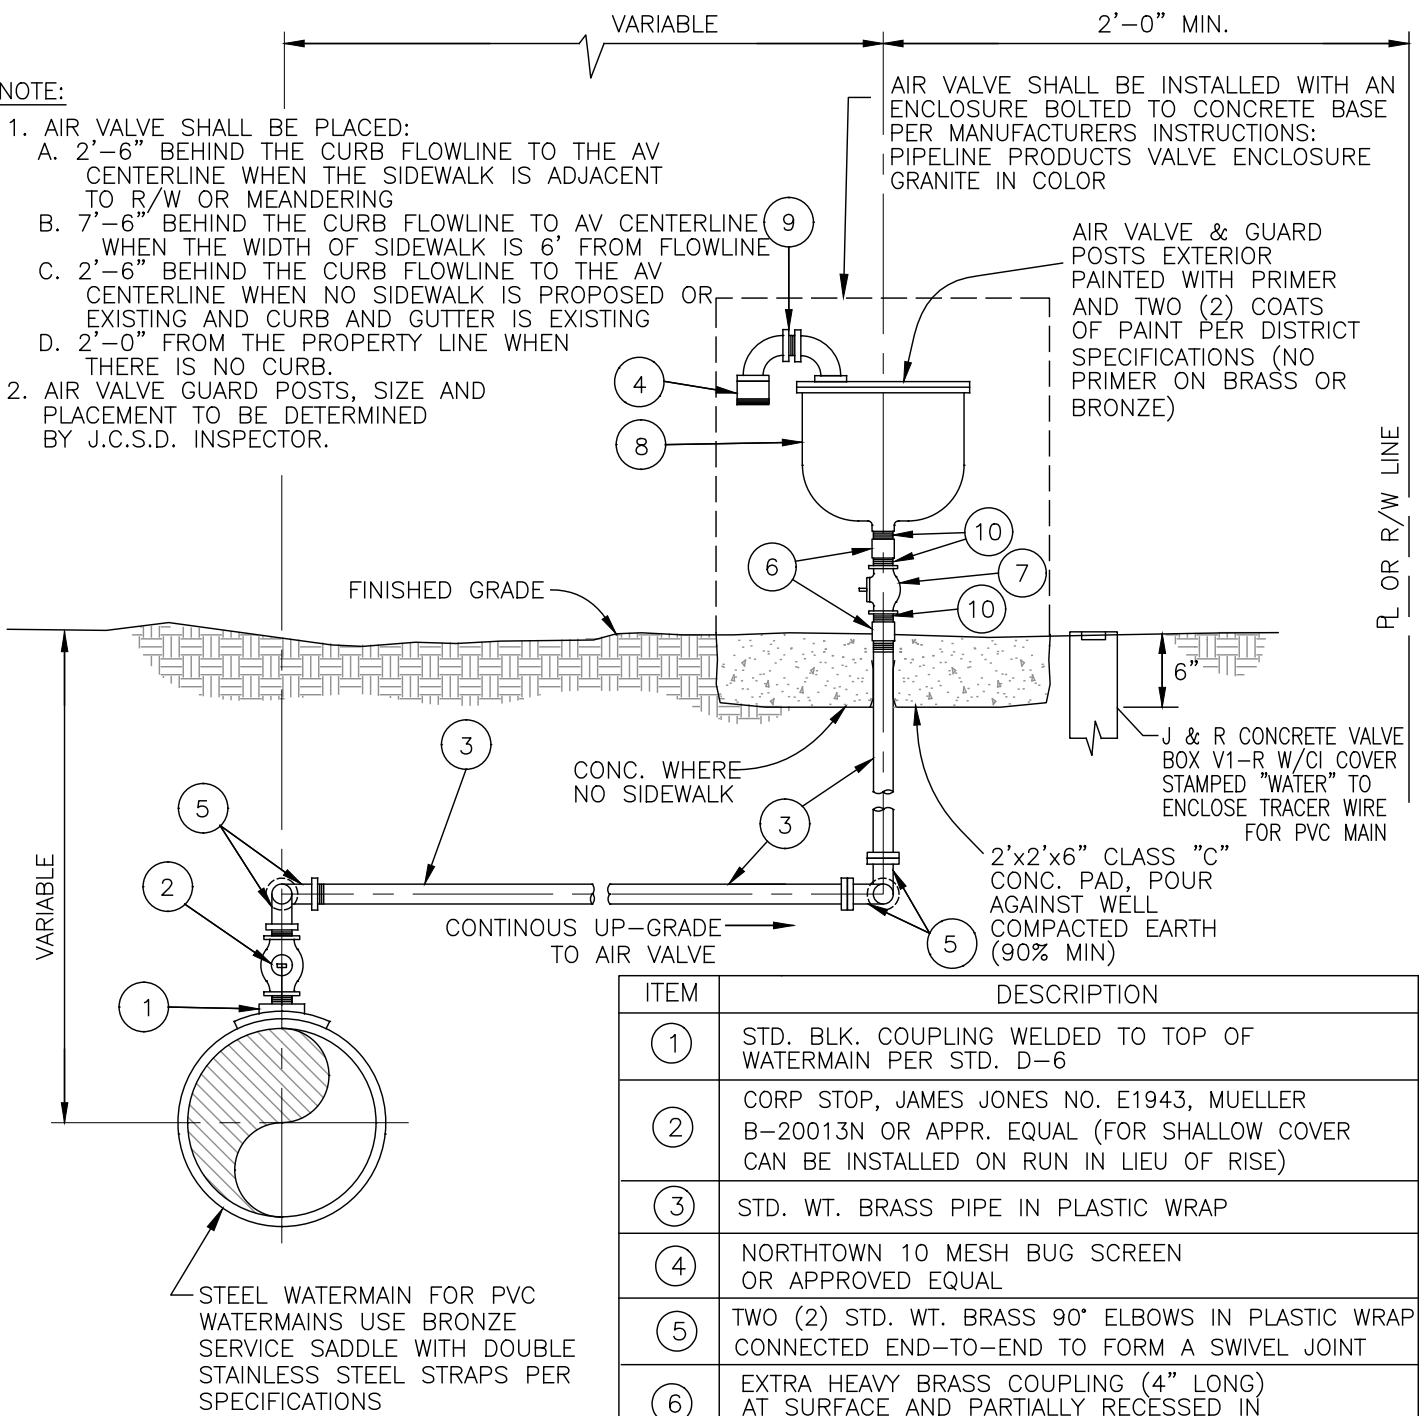 VARIABLE
2'-0" MIN.
NOTE:
1. AIR VALVE SHALL BE PLACED:
A. 2'-6" BEHIND THE CURB FLOWLINE TO THE AV
CENTERLINE WHEN THE SIDEWALK IS ADJACENT
TO R/W OR MEANDERING
B. 7'-6" BEHIND THE CURB FLOWLINE TO AV CENTERLINE
WHEN THE WIDTH OF SIDEWALK IS 6' FROM FLOWLINE
C. 2'-6" BEHIND THE CURB FLOWLINE TO THE AV
CENTERLINE WHEN NO SIDEWALK IS PROPOSED OR
EXISTING AND CURB AND GUTTER IS EXISTING
D. 2'-0" FROM THE PROPERTY LINE WHEN
THERE IS NO CURB.
2. AIR VALVE GUARD POSTS, SIZE AND
PLACEMENT TO BE DETERMINED
BY J.C.S.D. INSPECTOR.
AIR VALVE SHALL BE INSTALLED WITH AN
ENCLOSURE BOLTED TO CONCRETE BASE
PER MANUFACTURERS INSTRUCTIONS:
PIPELINE PRODUCTS VALVE ENCLOSURE
GRANITE IN COLOR
AIR VALVE & GUARD
POSTS EXTERIOR
PAINTED WITH PRIMER
AND TWO (2) COATS
OF PAINT PER DISTRICT
SPECIFICATIONS (NO
PRIMER ON BRASS OR
BRONZE)
9
4
8
10
6
7
10
PL OR R/W LINE
FINISHED GRADE
6"
3
CONC. WHERE
NO SIDEWALK
J & R CONCRETE VALVE
BOX V1-R W/CI COVER
STAMPED "WATER" TO
ENCLOSE TRACER WIRE
FOR PVC MAIN
5
3
2'x2'x6" CLASS "C"
CONC. PAD, POUR
AGAINST WELL
COMPACTED EARTH
(90% MIN)
VARIABLE
2
CONTINOUS UP-GRADE
TO AIR VALVE
5
1
STEEL WATERMAIN FOR PVC
WATERMAINS USE BRONZE
SERVICE SADDLE WITH DOUBLE
STAINLESS STEEL STRAPS PER
SPECIFICATIONS
ITEM DESCRIPTION
1 STD. BLK. COUPLING WELDED TO TOP OF
WATERMAIN PER STD. D-6
2 CORP STOP, JAMES JONES NO. E1943, MUELLER
B-20013N OR APPR. EQUAL (FOR SHALLOW COVER
CAN BE INSTALLED ON RUN IN LIEU OF RISE)
3 STD. WT. BRASS PIPE IN PLASTIC WRAP
4 NORTHTOWN 10 MESH BUG SCREEN
OR APPROVED EQUAL
5 TWO (2) STD. WT. BRASS 90° ELBOWS IN PLASTIC WRAP
CONNECTED END-TO-END TO FORM A SWIVEL JOINT
6 EXTRA HEAVY BRASS COUPLING (4" LONG)
AT SURFACE AND PARTIALLY RECESSED IN